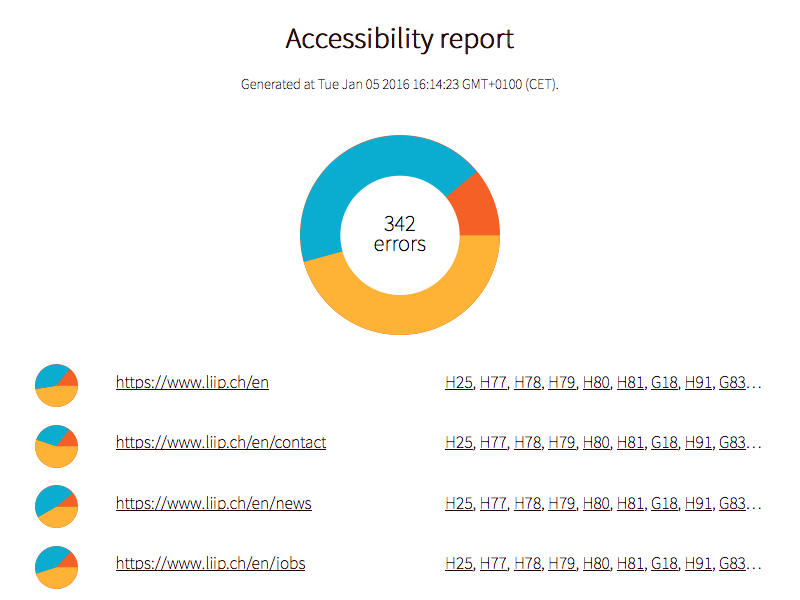 Accessibility report
Generated at Tue Jan 05 2016 16:14:23 GMT+0100 (CET).
342
errors
https://www.liip.ch/en H25, H77, H78, H79, H80, H81, G18, H91, G83...
https://www.liip.ch/en/contact H25, H77, H78, H79, H80, H81, G18, H91, G83...
https://www.liip.ch/en/news H25, H77, H78, H79, H80, H81, G18, H91, G83...
https://www.liip.ch/en/jobs H25, H77, H78, H79, H80, H81, G18, H91, G83...